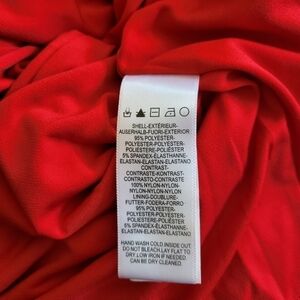 SHELL-EXTÉRIEUR-
AUßERHALB-FUORI-EXTERIOR
95% POLYESTER-
POLYESTER-POLYESTER-
POLIESTERE-POLIÉSTER
5% SPANDEX-ÉLASTHANNE-
ELASTAN-ELASTAN-ELASTANO
CONTRAST-
CONTRASTE-KONTRAST-
CONTRASTO-CONTRASTE
100% NYLON-NYLON-
NYLON-NYLON-NYLON
LINING-DOUBLURE-
FUTTER-FODERA-FORRO
95% POLYESTER-
POLYESTER-POLYESTER-
POLIESTERE-POLIÉSTER
5% SPANDEX-ÉLASTHANNE-
ELASTAN-ELASTAN-ELASTANO
HAND WASH COLD INSIDE OUT
DO NOT BLEACH.LAY FLAT TO
DRY LOW IRON IF NEEDED
CAN BE DRY CLEANED.